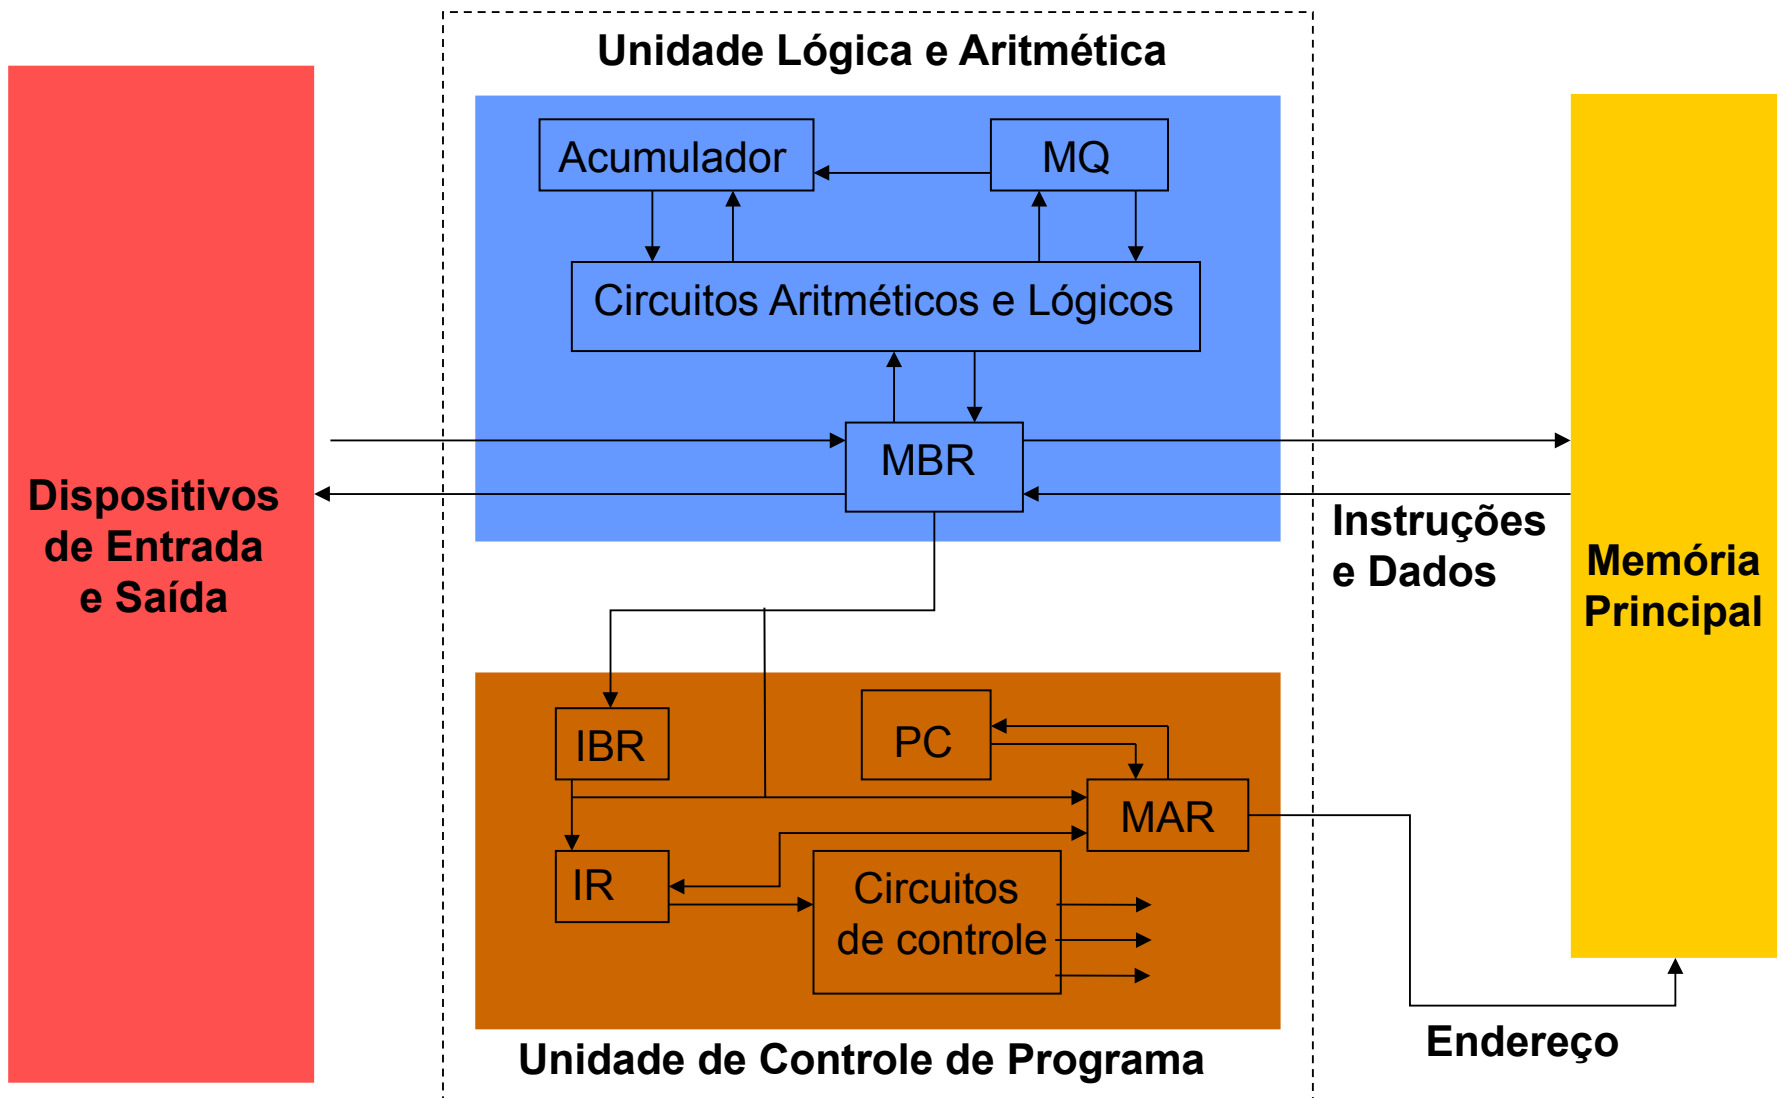 Unidade Lógica e Aritmética
Acumulador
MQ
Circuitos Aritméticos e Lógicos
MBR
Dispositivos
de Entrada
e Saída
Instruções
e Dados
Memória
Principal
IBR
PC
MAR
IR
Circuitos
de controle
Endereço
Unidade de Controle de Programa